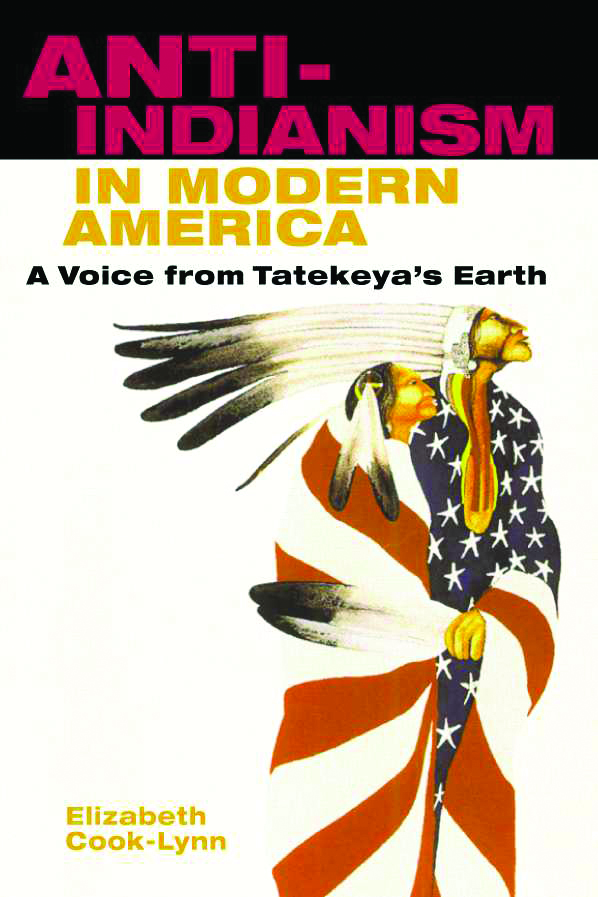 ANTI-
INDIANISM
IN MODERN
AMERICA
A Voice from Tatekeya's Earth
Elizabeth
Cook-Lynn